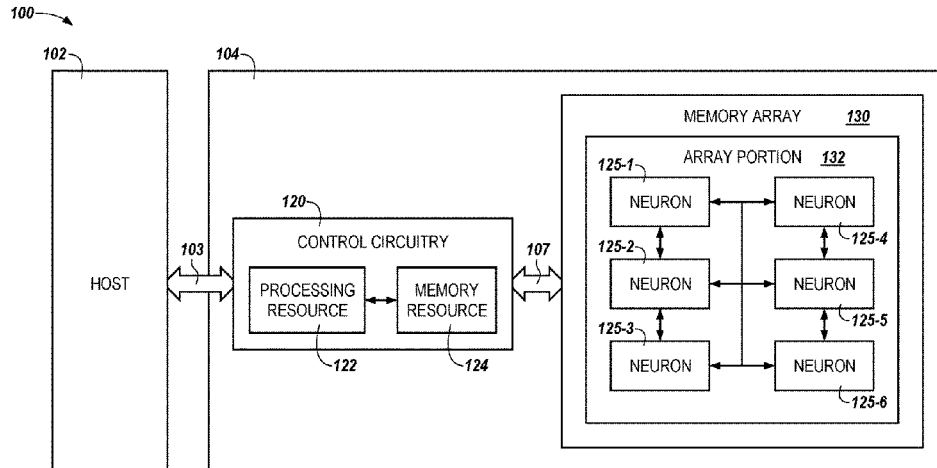 100
102
104
MEMORY ARRAY 130
ARRAY PORTION 132
125-1
NEURON NEURON
120
125-4
CONTROL CIRCUITRY
125-2
103
107
HOST
PROCESSING RESOURCE
MEMORY RESOURCE
NEURON NEURON
125-5
125-3
122
124
NEURON NEURON
125-6